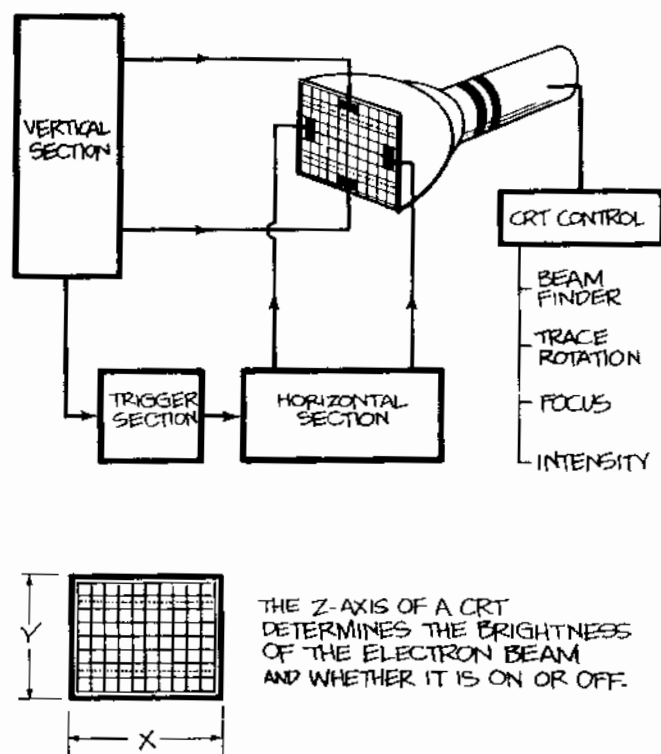 VERTICAL
SECTION
CRT CONTROL
BEAM
FINDER
TRACE
ROTATION
FOCUS
INTENSITY
TRIGGER
SECTION
HORIZONTAL
SECTION
Y
X
THE Z-AXIS OF A CRT
DETERMINES THE BRIGHTNESS
OF THE ELECTRON BEAM
AND WHETHER IT IS ON OR OFF.